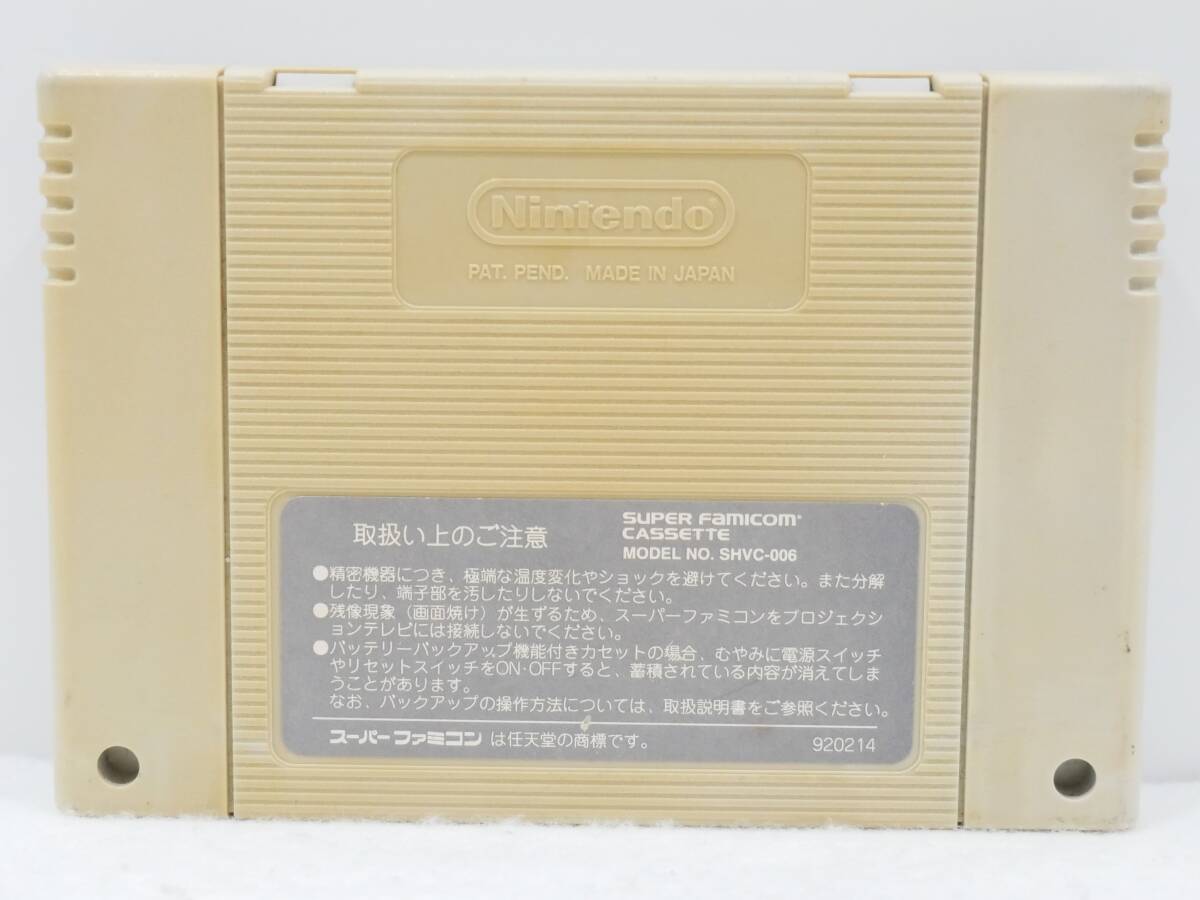 Nintendo
PAT. PEND. MADE IN JAPAN
取扱い上のご注意
SUPER FAMICOM
CASSETTE
MODEL NO. SHVC-006
●精密機器につき、極端な温度変化やショックを避けてください。また分解
したり、端子部を汚したりしないでください。
●残像現象(画面焼け)が生ずるため、スーパーファミコンをプロジェクシ
ョンテレビには接続しないでください。
●バッテリーバックアップ機能付きカセットの場合、むやみに電源スイッチ
やリセットスイッチをON・OFFすると、蓄積されている内容が消えてしま
うことがあります。
なお、バックアップの操作方法については、取扱説明書をご参照ください。
スーパーファミコンは任天堂の商標です。
920214